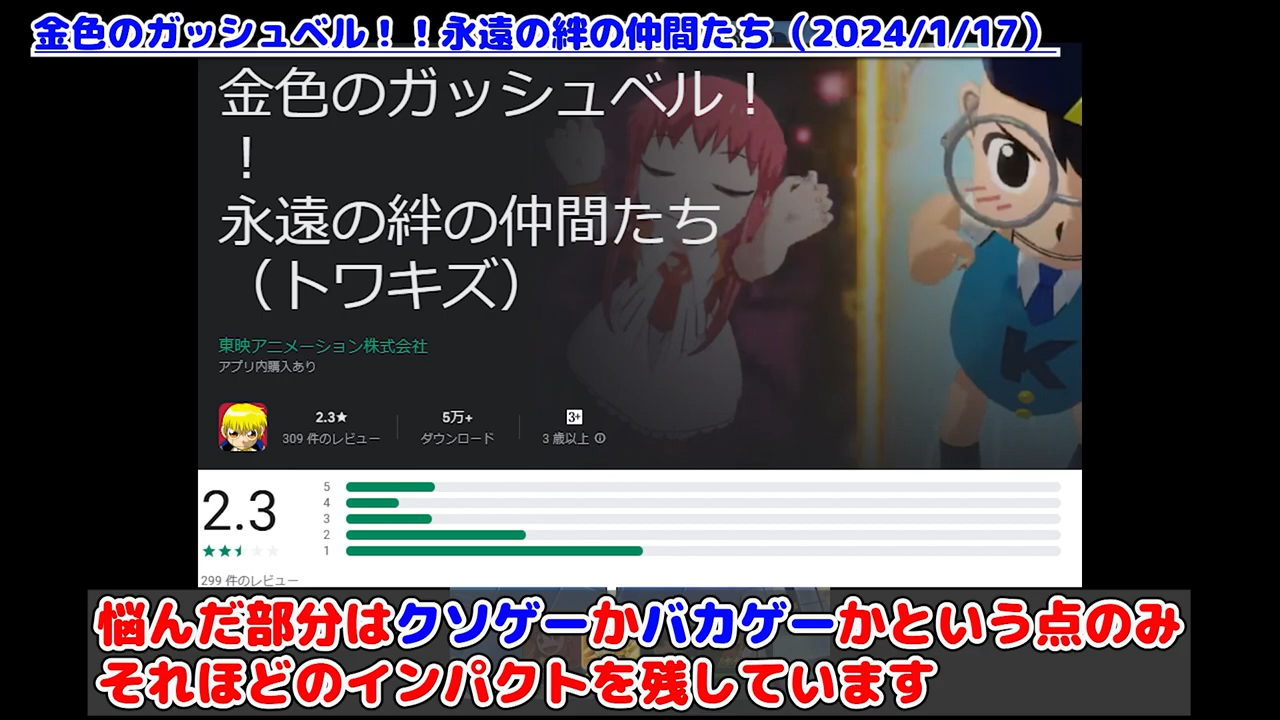 金色のガッシュベル！！永遠の絆の仲間たち（2024/1/17）
金色のガッシュベル！
！
永遠の絆の仲間たち
（トワキズ）
東映アニメーション株式会社
アプリ内購入あり
2.3★ 5万+ 3+
309 件のレビュー ダウンロード 3 歳以上
K
2.3
5
4
3
2
1
299 件のレビュー
悩んだ部分はクソゲーかバカゲーかという点のみ
それほどのインパクトを残しています